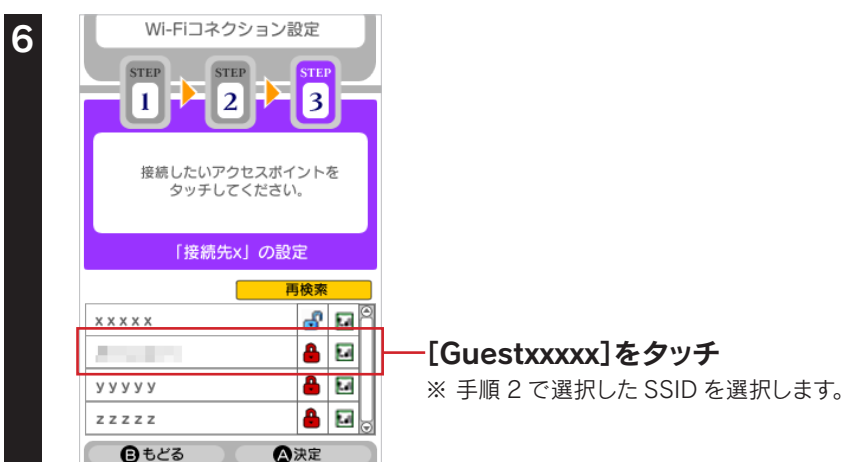 6
Wi-Fiコネクション設定
STEP 1
STEP 2
STEP 3
接続したいアクセスポイントを
タッチしてください。
「接続先x」の設定
再検索
xxxxx
yyyyy
zzzzz
Bもどる
A決定
[Guestxxxxx]をタッチ
※ 手順 2 で選択した SSID を選択します。